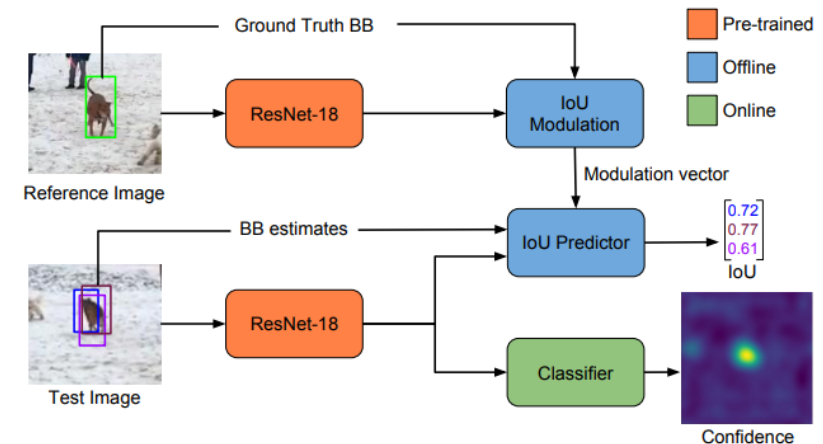 Ground Truth BB
Pre-trained
Offline
Online
ResNet-18
IoU
Modulation
Reference Image
Modulation vector
BB estimates
IoU Predictor
0.72
0.77
0.61
IoU
ResNet-18
Test Image
Classifier
Confidence